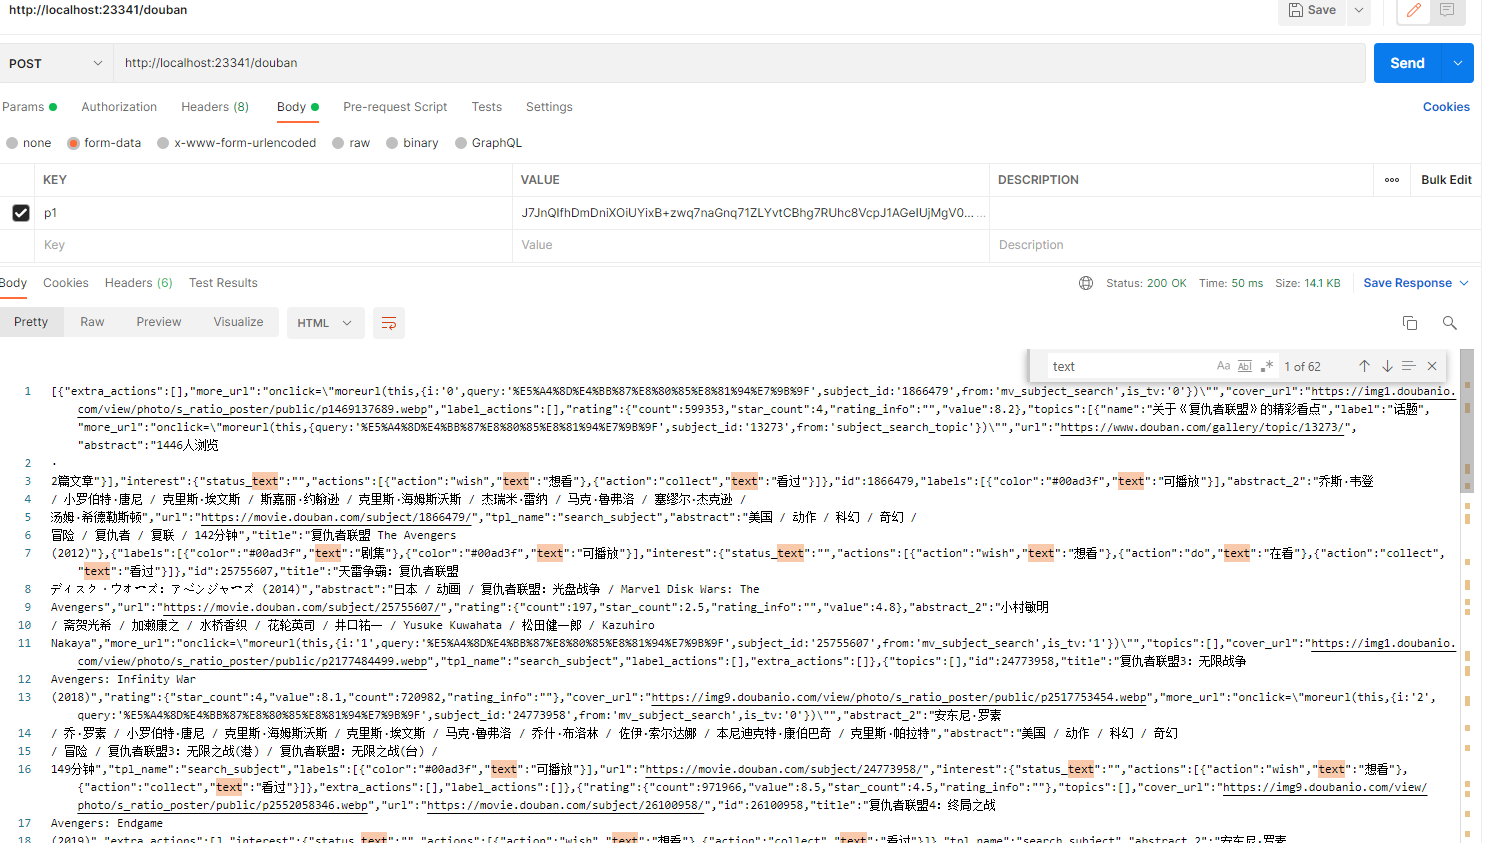 http://localhost:23341/douban
Save
POST
http://localhost:23341/douban
Send
Params
Authorization
Headers (8)
Body
Pre-request Script
Tests
Settings
Cookies
none
form-data
x-www-form-urlencoded
raw
binary
GraphQL
KEY
VALUE
DESCRIPTION
Bulk Edit
p1
J7JnQIfhDmDniXOiUYixB+zwq7naGnq71ZLYvtCBhg7RUhc8VcpJ1AGeIUjMgV0... ...
Key
Value
Description
Body
Cookies
Headers (6)
Test Results
Status: 200 OK
Time: 50 ms
Size: 14.1 KB
Save Response
Pretty
Raw
Preview
Visualize
HTML
text
Aa
Abl
1 of 62
1 [{"extra_actions":[],"more_url":"onclick=\"moreurl(this,{i:'0',query:'%E5%A4%8D%E4%BB%87%E8%80%85%E8%81%94%E7%9B%9F',subject_id:'1866479',from:'mv_subject_search',is_tv:'0'})\"","cover_url":"https://img1.doubanio.
com/view/photo/s_ratio_poster/public/p1469137689.webp","label_actions":[],"rating":{"count":599353,"star_count":4,"rating_info":"","value":8.2},"topics":[{"name":"关于《复仇者联盟》的精彩看点","label":"话题",
"more_url":"onclick=\"moreurl(this,{query:'%E5%A4%8D%E4%BB%87%E8%80%85%E8%81%94%E7%9B%9F',subject_id:'13273',from:'subject_search_topic'})\"","url":"https://www.douban.com/gallery/topic/13273/",
"abstract":"1446人浏览
2 ·
3 2篇文章"}],"interest":{"status_text":"","actions":[{"action":"wish","text":"想看"},{"action":"collect","text":"看过"}]},"id":1866479,"labels":[{"color":"#00ad3f","text":"可播放"}],"abstract_2":"乔斯·韦登
4 / 小罗伯特·唐尼 / 克里斯·埃文斯 / 斯嘉丽·约翰逊 / 克里斯·海姆斯沃斯 / 杰瑞米·雷纳 / 马克·鲁弗洛 / 塞缪尔·杰克逊 /
5 汤姆·希德勒斯顿","url":"https://movie.douban.com/subject/1866479/","tpl_name":"search_subject","abstract":"美国 / 动作 / 科幻 / 奇幻 /
6 冒险 / 复仇者 / 复联 / 142分钟","title":"复仇者联盟 The Avengers
7 (2012)"},{"labels":[{"color":"#00ad3f","text":"剧集"},{"color":"#00ad3f","text":"可播放"}],"interest":{"status_text":"","actions":[{"action":"wish","text":"想看"},{"action":"do","text":"在看"},{"action":"collect",
"text":"看过"}]},"id":25755607,"title":"天雷争霸：复仇者联盟
8 ディスク・ウォーズ：アベンジャーズ (2014)","abstract":"日本 / 动画 / 复仇者联盟：光盘战争 / Marvel Disk Wars: The
9 Avengers","url":"https://movie.douban.com/subject/25755607/","rating":{"count":197,"star_count":2.5,"rating_info":"","value":4.8},"abstract_2":"小村敏明
10 / 斋贺光希 / 加濑康之 / 水桥香织 / 花轮英司 / 井口祐一 / Yusuke Kuwahata / 松田健一郎 / Kazuhiro
11 Nakaya","more_url":"onclick=\"moreurl(this,{i:'1',query:'%E5%A4%8D%E4%BB%87%E8%80%85%E8%81%94%E7%9B%9F',subject_id:'25755607',from:'mv_subject_search',is_tv:'1'})\"","topics":[],"cover_url":"https://img1.doubanio.
com/view/photo/s_ratio_poster/public/p2177484499.webp","tpl_name":"search_subject","label_actions":[],"extra_actions":[]},{"topics":[],"id":24773958,"title":"复仇者联盟3：无限战争
12 Avengers: Infinity War
13 (2018)","rating":{"star_count":4,"value":8.1,"count":720982,"rating_info":""},"cover_url":"https://img9.doubanio.com/view/photo/s_ratio_poster/public/p2517753454.webp","more_url":"onclick=\"moreurl(this,{i:'2',
query:'%E5%A4%8D%E4%BB%87%E8%80%85%E8%81%94%E7%9B%9F',subject_id:'24773958',from:'mv_subject_search',is_tv:'0'})\"","abstract_2":"安东尼·罗素
14 / 乔·罗素 / 小罗伯特·唐尼 / 克里斯·海姆斯沃斯 / 克里斯·埃文斯 / 马克·鲁弗洛 / 乔什·布洛林 / 佐伊·索尔达娜 / 本尼迪克特·康伯巴奇 / 克里斯·帕拉特","abstract":"美国 / 动作 / 科幻 / 奇幻
15 / 冒险 / 复仇者联盟3：无限之战(港) / 复仇者联盟：无限之战(台) /
16 149分钟","tpl_name":"search_subject","labels":[{"color":"#00ad3f","text":"可播放"}],"url":"https://movie.douban.com/subject/24773958/","interest":{"status_text":"","actions":[{"action":"wish","text":"想看"},
{"action":"collect","text":"看过"}]},"extra_actions":[],"label_actions":[]},{"rating":{"count":971966,"value":8.5,"star_count":4.5,"rating_info":""},"topics":[],"cover_url":"https://img9.doubanio.com/view/
photo/s_ratio_poster/public/p2552058346.webp","url":"https://movie.douban.com/subject/26100958/","id":26100958,"title":"复仇者联盟4：终局之战
17 Avengers: Endgame
18 (2019)","extra_actions":[],"interest":{"status_text":"","actions":[{"action":"wish","text":"想看"},{"action":"collect","text":"看过"}]},"tpl_name":"search_subject","abstract_2":"安东尼·罗素